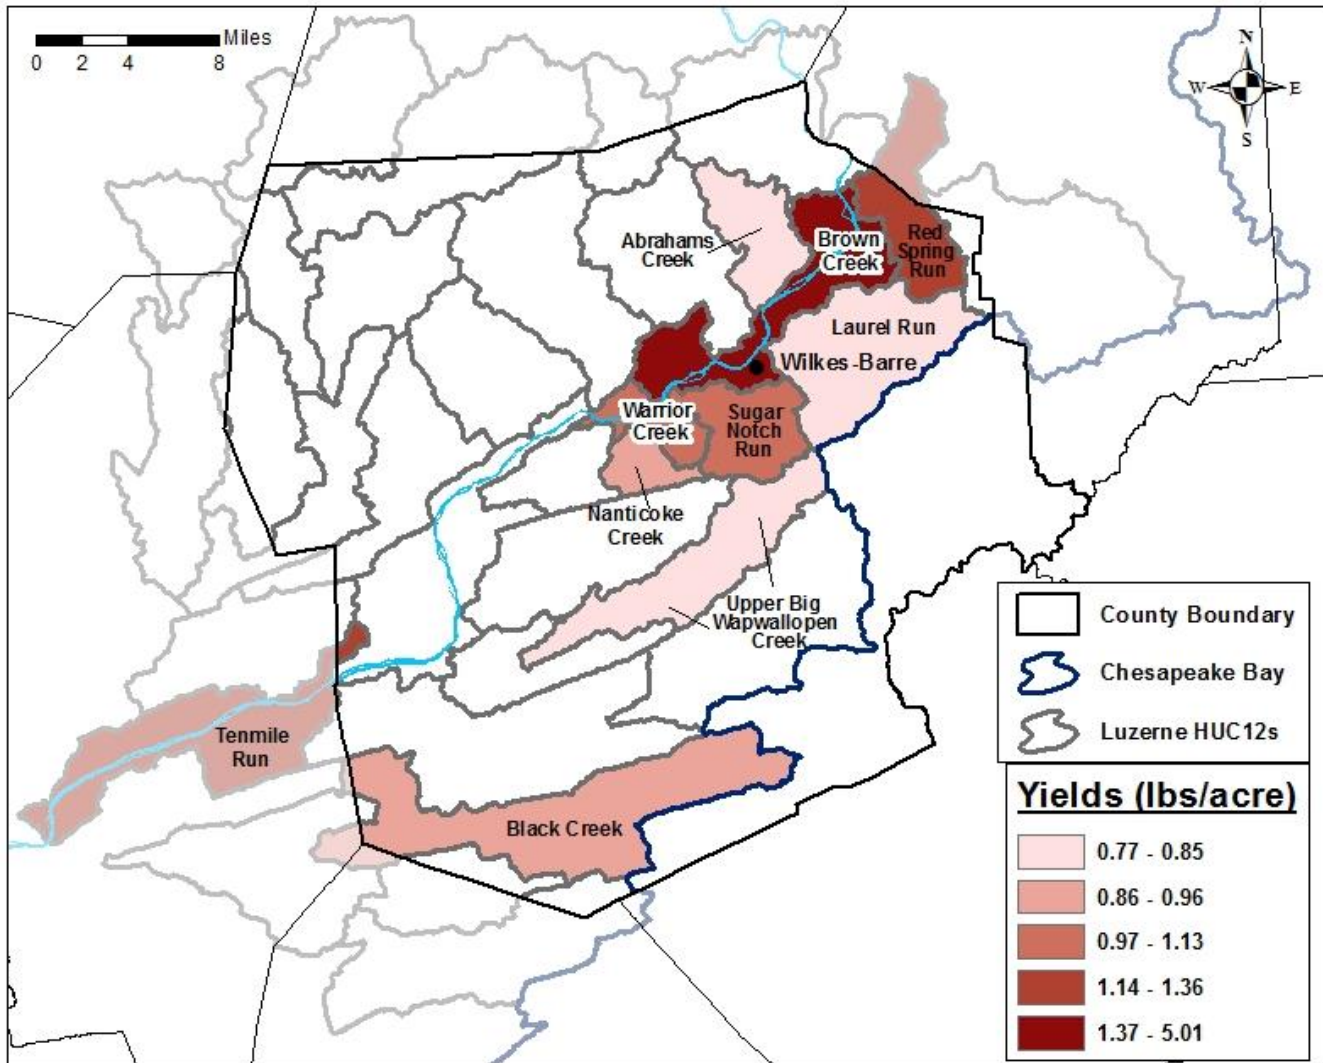 Miles
0 2 4 8
N
W E
S
Abrahams
Creek
Brown
Creek
Red
Spring
Run
Laurel Run
Wilkes-Barre
Warrior
Creek
Sugar
Notch
Run
Nanticoke
Creek
Upper Big
Wapwallopen
Creek
Tenmile
Run
Black Creek
County Boundary
Chesapeake Bay
Luzerne HUC12s
Yields (lbs/acre)
0.77 - 0.85
0.86 - 0.96
0.97 - 1.13
1.14 - 1.36
1.37 - 5.01